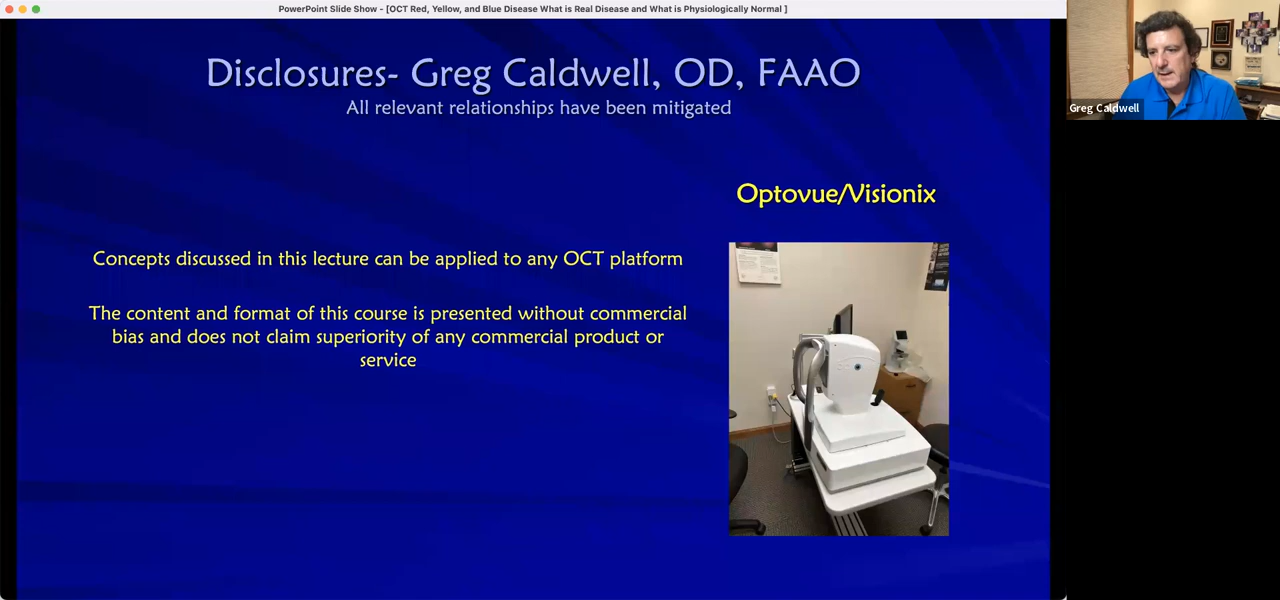 PowerPoint Slide Show - [OCT Red, Yellow, and Blue Disease What is Real Disease and What is Physiologically Normal ]
Disclosures- Greg Caldwell, OD, FAAO
All relevant relationships have been mitigated
Greg Caldwell
Optovue/Visionix
Concepts discussed in this lecture can be applied to any OCT platform
The content and format of this course is presented without commercial
bias and does not claim superiority of any commercial product or
service